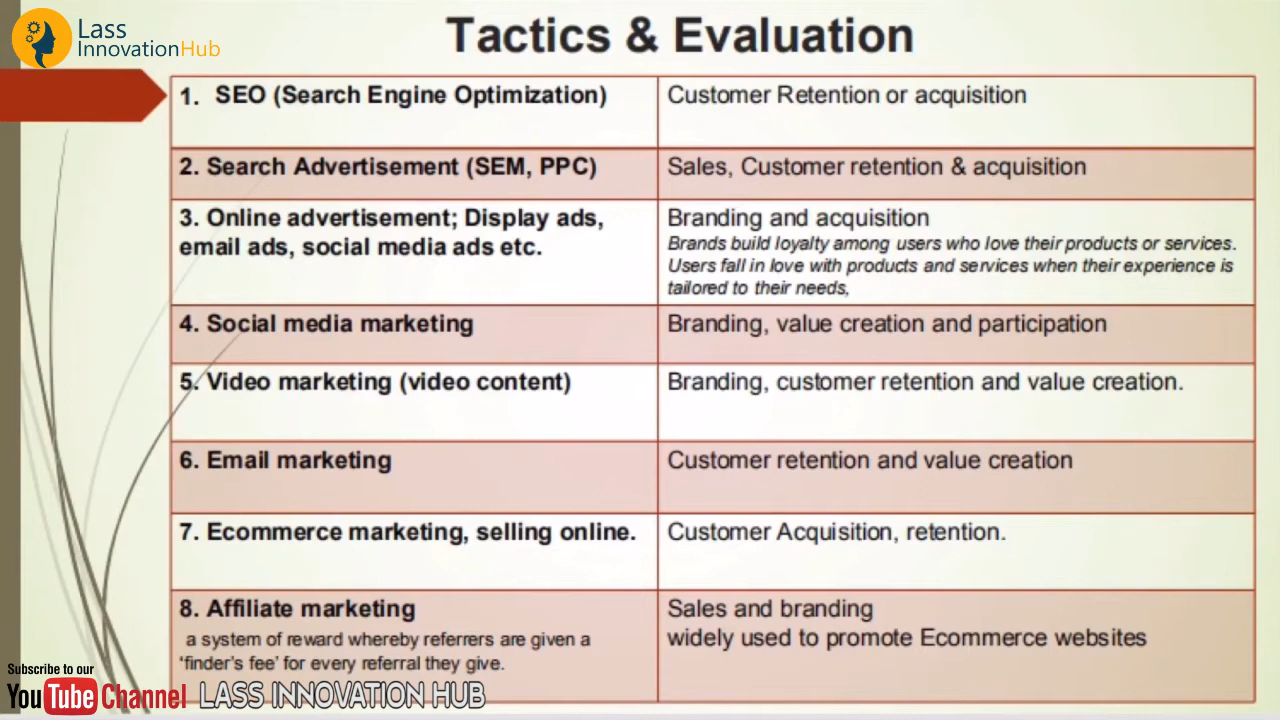 Lass
InnovationHub
Tactics & Evaluation
1. SEO (Search Engine Optimization)
Customer Retention or acquisition
2. Search Advertisement (SEM, PPC)
Sales, Customer retention & acquisition
3. Online advertisement; Display ads,
email ads, social media ads etc.
Branding and acquisition
Brands build loyalty among users who love their products or services.
Users fall in love with products and services when their experience is
tailored to their needs,
4. Social media marketing
Branding, value creation and participation
5. Video marketing (video content)
Branding, customer retention and value creation.
6. Email marketing
Customer retention and value creation
7. Ecommerce marketing, selling online.
Customer Acquisition, retention.
8. Affiliate marketing
a system of reward whereby referrers are given a
‘finder’s fee’ for every referral they give.
Sales and branding
widely used to promote Ecommerce websites
Subscribe to our
YouTube Channel LASS INNOVATION HUB